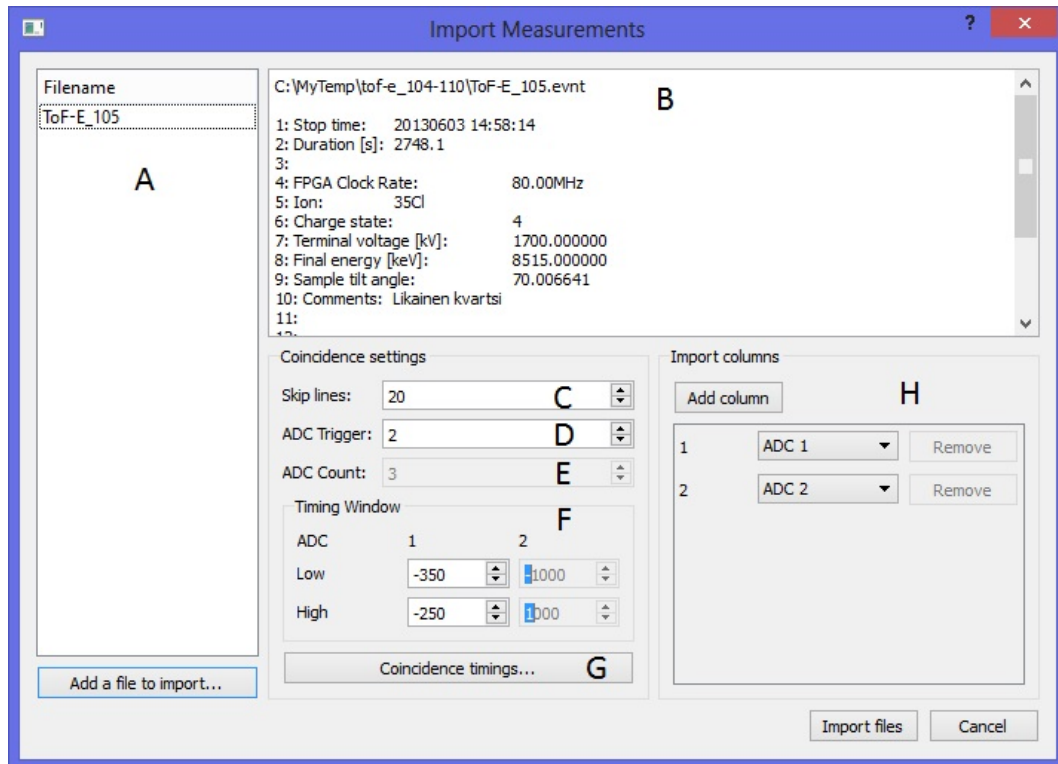 Import Measurements
?
×
Filename
ToF-E_105
A
C:\MyTemp\tof-e_104-110\ToF-E_105.evnt
B
1: Stop time: 20130603 14:58:14
2: Duration [s]: 2748.1
3:
4: FPGA Clock Rate: 80.00MHz
5: Ion: 35Cl
6: Charge state: 4
7: Terminal voltage [kV]: 1700.000000
8: Final energy [keV]: 8515.000000
9: Sample tilt angle: 70.006641
10: Comments: Likainen kvartsi
11:
Add a file to import...
Coincidence settings
Skip lines: 20 C
ADC Trigger: 2 D
ADC Count: 3 E
Timing Window
F
ADC 1 2
Low -350 -1000
High -250 1000
Coincidence timings... G
Import columns
Add column H
1 ADC 1 Remove
2 ADC 2 Remove
Import files Cancel